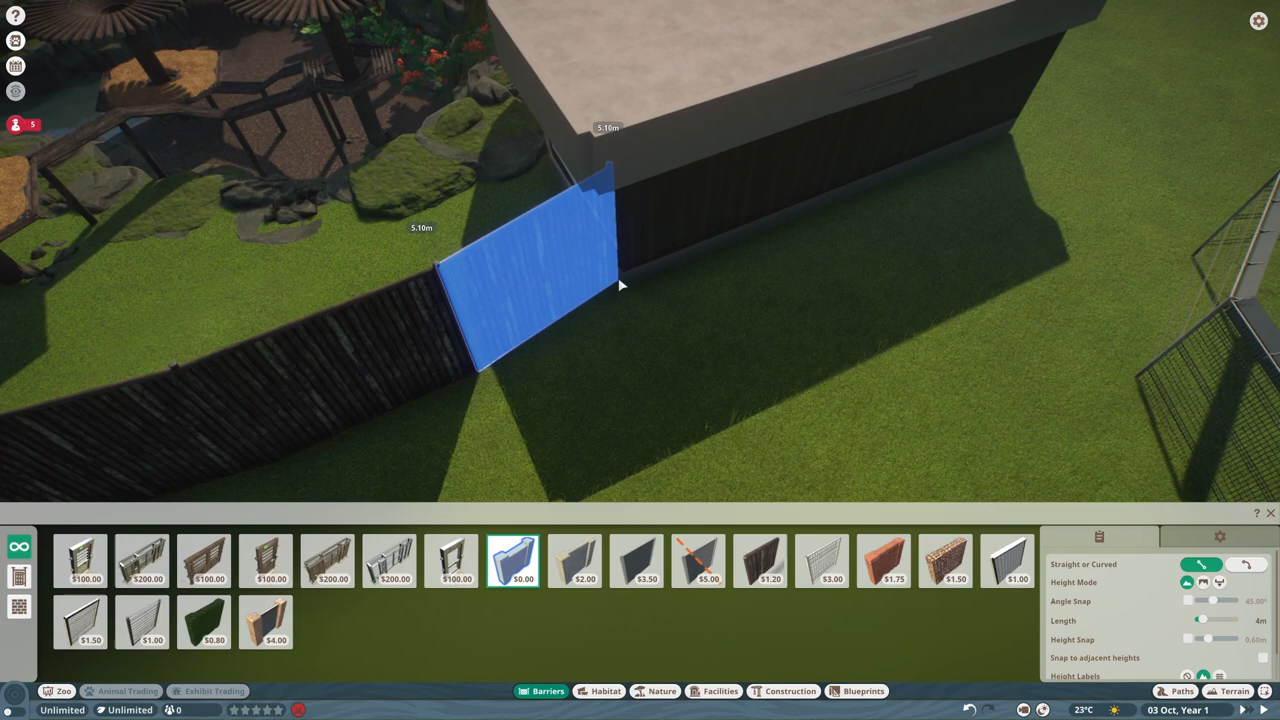 ?
5
5.10m
5.10m
? ×
$100.00 $200.00 $100.00 $100.00 $200.00 $200.00 $100.00 $0.00 $2.00 $3.50 $5.00 $1.20 $3.00 $1.75 $1.50 $1.00
$1.50 $1.00 $0.80 $4.00
Straight or Curved
Height Mode
Angle Snap 45.00°
Length 4m
Height Snap 0.60m
Snap to adjacent heights
Height Labels
Zoo Animal Trading Exhibit Trading Barriers Habitat Nature Facilities Construction Blueprints Paths Terrain
Unlimited Unlimited 0 23°C 03 Oct, Year 1